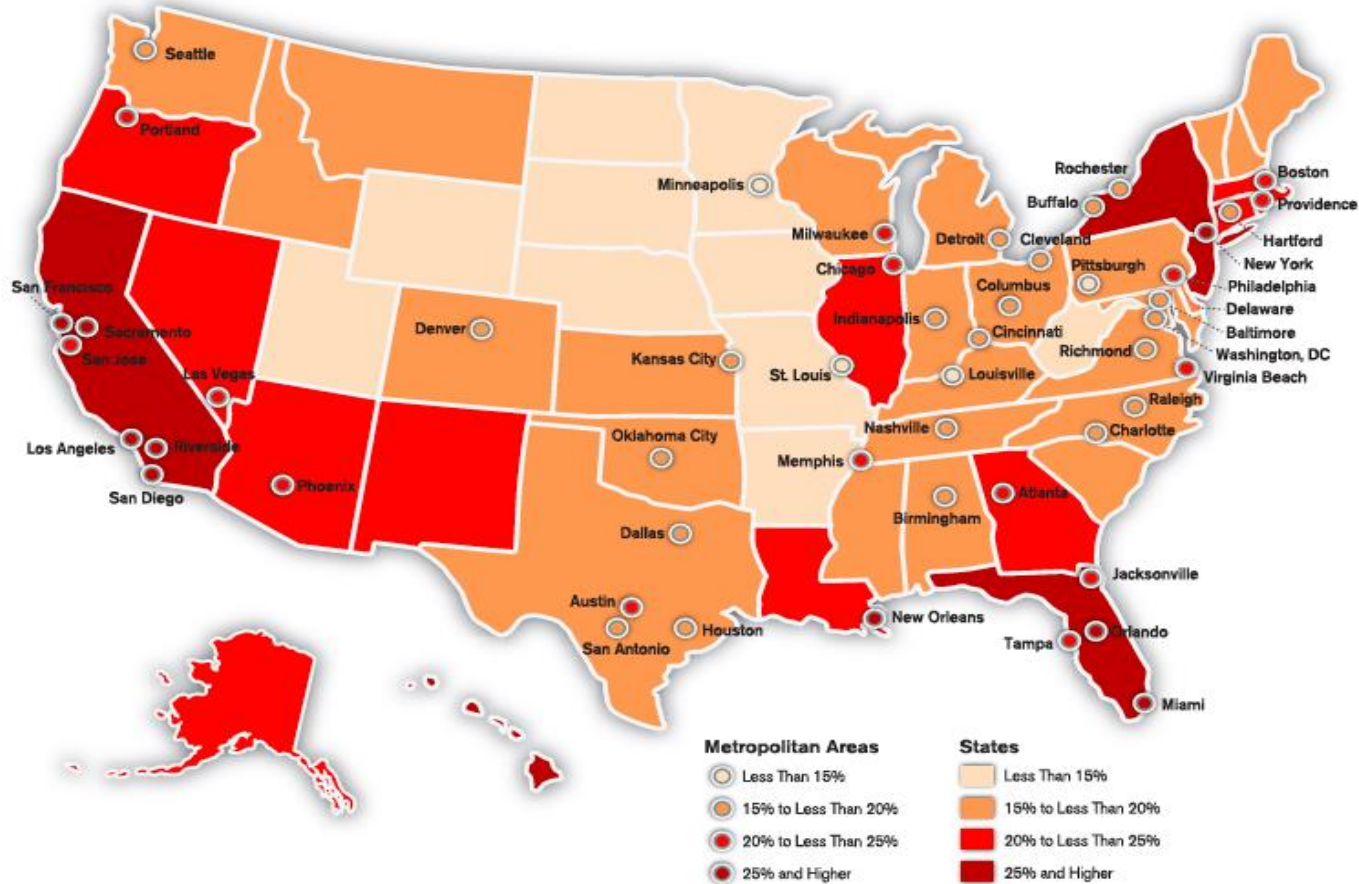 Seattle
Portland
Minneapolis
Rochester
Boston
Buffalo
Providence
Milwaukee
Detroit
Cleveland
Hartford
Chicago
Pittsburgh
New York
Columbus
Philadelphia
San Francisco
Delaware
Sacramento
Denver
Indianapolis
Cincinnati
Baltimore
San Jose
Kansas City
St. Louis
Richmond
Washington, DC
Las Vegas
Louisville
Virginia Beach
Raleigh
Los Angeles
Riverside
Oklahoma City
Nashville
Charlotte
Memphis
San Diego
Phoenix
Atlanta
Birmingham
Dallas
Jacksonville
Austin
New Orleans
Houston
Orlando
San Antonio
Tampa
Miami
Metropolitan Areas
Less Than 15%
15% to Less Than 20%
20% to Less Than 25%
25% and Higher
States
Less Than 15%
15% to Less Than 20%
20% to Less Than 25%
25% and Higher